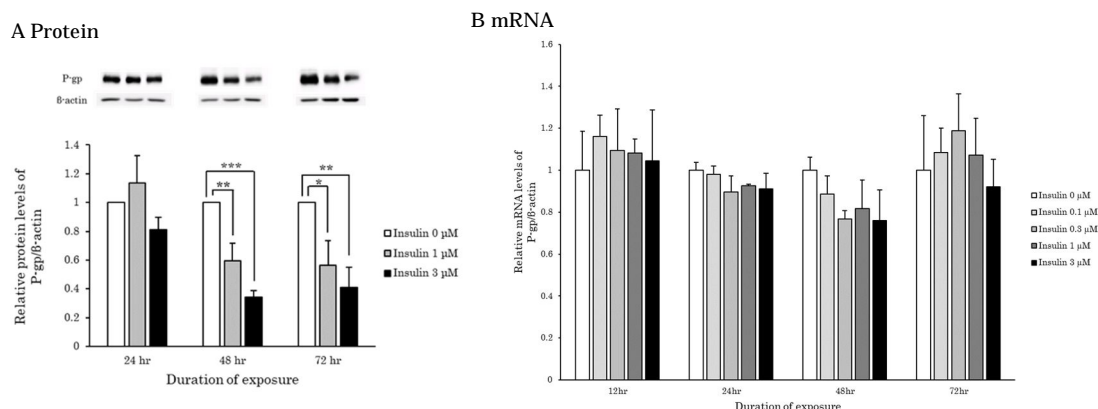 A Protein
P-gp
ß-actin
Relative protein levels of
P-gp/ß-actin
1.4
1.2
1
0.8
0.6
0.4
0.2
0
***
**
**
*
Insulin 0 µM
Insulin 1 µM
Insulin 3 µM
24 hr
48 hr
72 hr
Duration of exposure
B mRNA
Relative mRNA levels of
P-gp/ß-actin
1.6
1.4
1.2
1
0.8
0.6
0.4
0.2
0
Insulin 0 µM
Insulin 0.1 µM
Insulin 0.3 µM
Insulin 1 µM
Insulin 3 µM
12hr
24hr
48hr
72hr
Duration of exposure